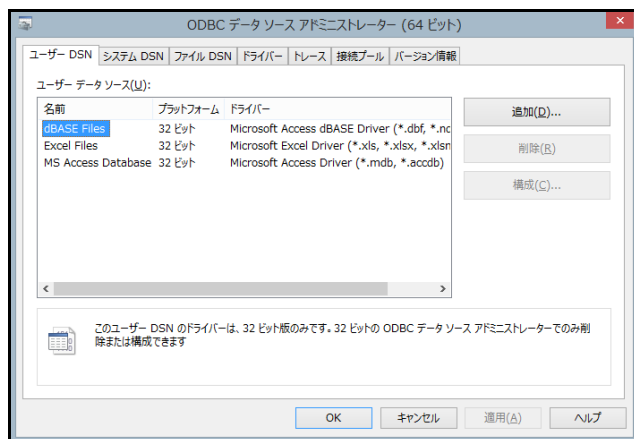 ODBC データ ソース アドミニストレーター (64 ビット)
ユーザー DSN システム DSN ファイル DSN ドライバー トレース 接続プール バージョン情報
ユーザー データ ソース(U):
名前 プラットフォーム ドライバー
dBASE Files 32 ビット Microsoft Access dBASE Driver (*.dbf, *.nc
Excel Files 32 ビット Microsoft Excel Driver (*.xls, *.xlsx, *.xlsn
MS Access Database 32 ビット Microsoft Access Driver (*.mdb, *.accdb)
追加(D)...
削除(R)
構成(C)...
このユーザー DSN のドライバーは、32 ビット版のみです。32 ビットの ODBC データ ソース アドミニストレーターでのみ削
除または構成できます
OK キャンセル 適用(A) ヘルプ